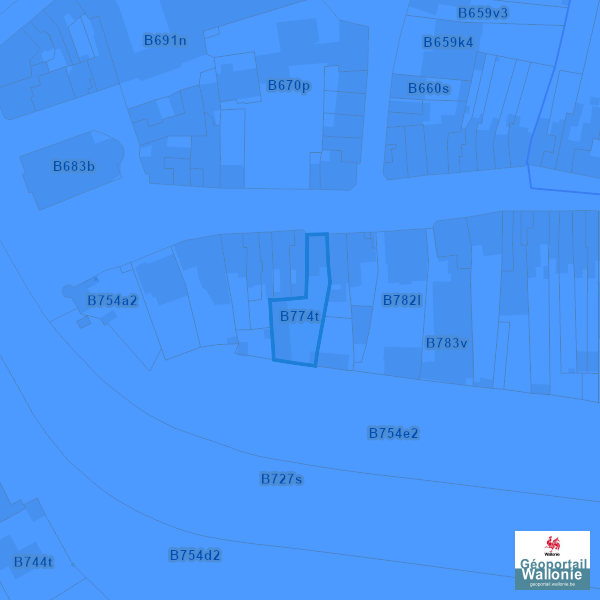 B659v3
B691n
B659k4
B670p
B660s
B683b
B754a2
B782l
B774t
B783v
B754e2
B727s
B754d2
B744t
Wallonie
Géoportail
Wallonie
geoportail.wallonie.be